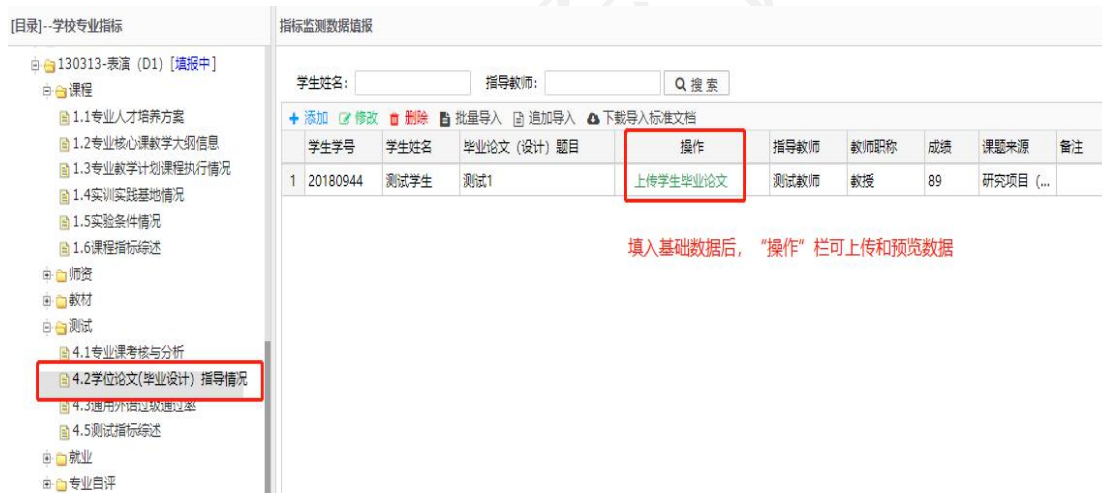 [目录]--学校专业指标
指标监测数据填报
130313-表演（D1）[填报中]
课程
1.1专业人才培养方案
1.2专业核心课教学大纲信息
1.3专业教学计划课程执行情况
1.4实训实践基地情况
1.5实验条件情况
1.6课程指标综述
师资
教材
测试
4.1专业课考核与分析
4.2学位论文(毕业设计）指导情况
4.3通用外语过级通过率
4.5测试指标综述
就业
专业自评
学生姓名： 指导教师： 搜索
添加 修改 删除 批量导入 追加导入 下载导入标准文档
学生学号 学生姓名 毕业论文（设计）题目 操作 指导教师 教师职称 成绩 课题来源 备注
1 20180944 测试学生 测试1 上传学生毕业论文 测试教师 教授 89 研究项目（...
填入基础数据后，“操作”栏可上传和预览数据